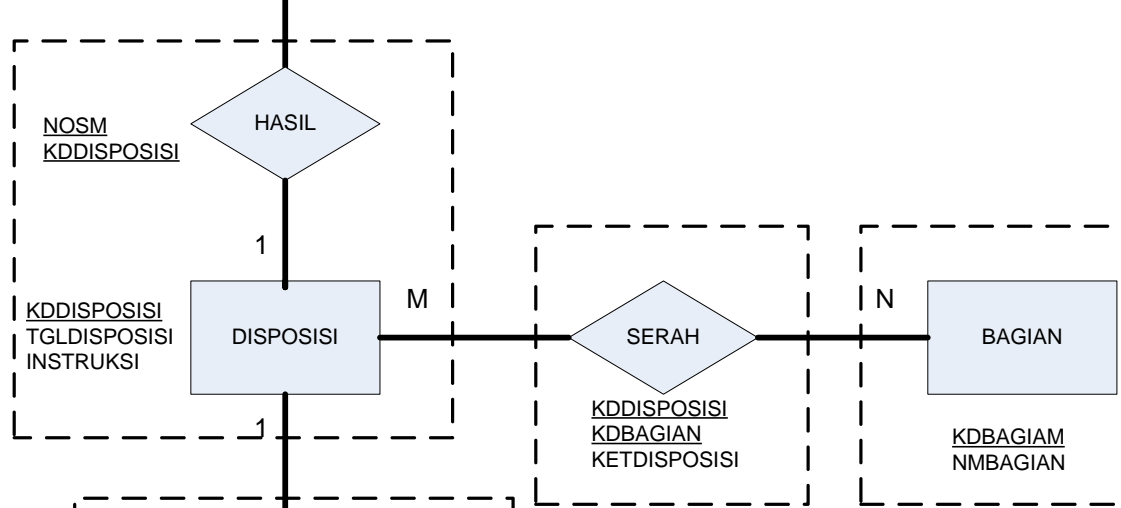 HASIL
NOSM
KDDISPOSISI
1
KDDISPOSISI
TGLDISPOSISI
INSTRUKSI
DISPOSISI
M
SERAH
N
BAGIAN
KDDISPOSISI
KDBAGIAN
KETDISPOSISI
KDBAGIAM
NMBAGIAN
1